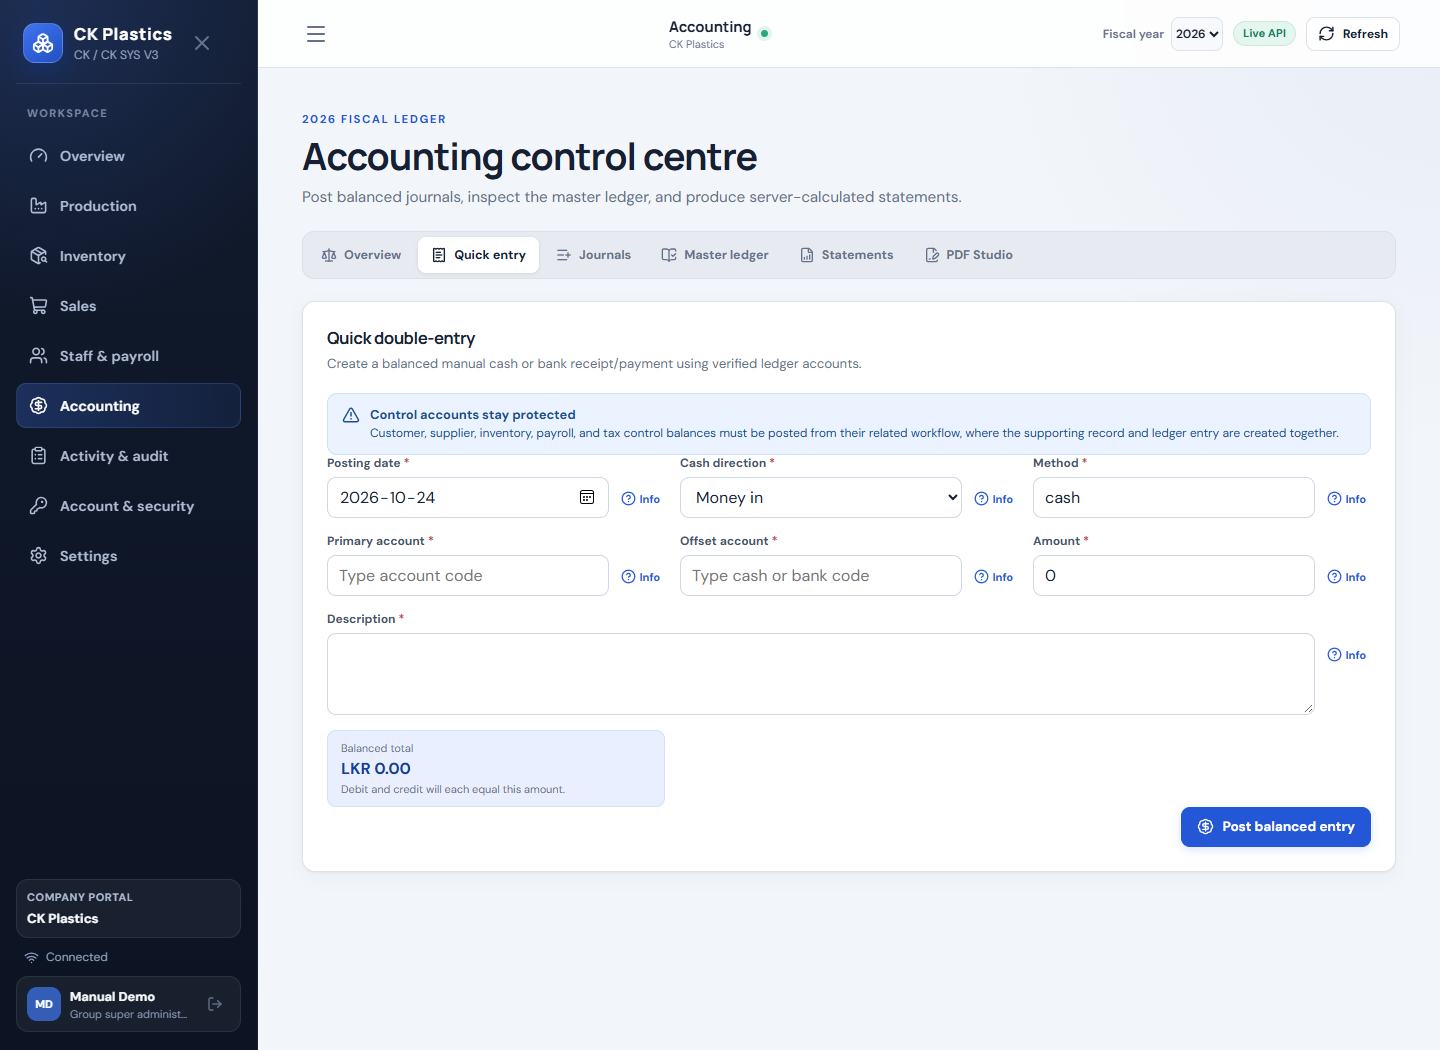 CK Plastics
CK / CK SYS V3
WORKSPACE
Overview
Production
Inventory
Sales
Staff & payroll
Accounting
Activity & audit
Account & security
Settings
COMPANY PORTAL
CK Plastics
Connected
MD
Manual Demo
Group super administ...
Accounting
CK Plastics
Fiscal year
2026
Live API
Refresh
2026 FISCAL LEDGER
Accounting control centre
Post balanced journals, inspect the master ledger, and produce server-calculated statements.
Overview
Quick entry
Journals
Master ledger
Statements
PDF Studio
Quick double-entry
Create a balanced manual cash or bank receipt/payment using verified ledger accounts.
Control accounts stay protected
Customer, supplier, inventory, payroll, and tax control balances must be posted from their related workflow, where the supporting record and ledger entry are created together.
Posting date *
2026-10-24
Info
Cash direction *
Money in
Info
Method *
cash
Info
Primary account *
Type account code
Info
Offset account *
Type cash or bank code
Info
Amount *
0
Info
Description *
Info
Balanced total
LKR 0.00
Debit and credit will each equal this amount.
Post balanced entry